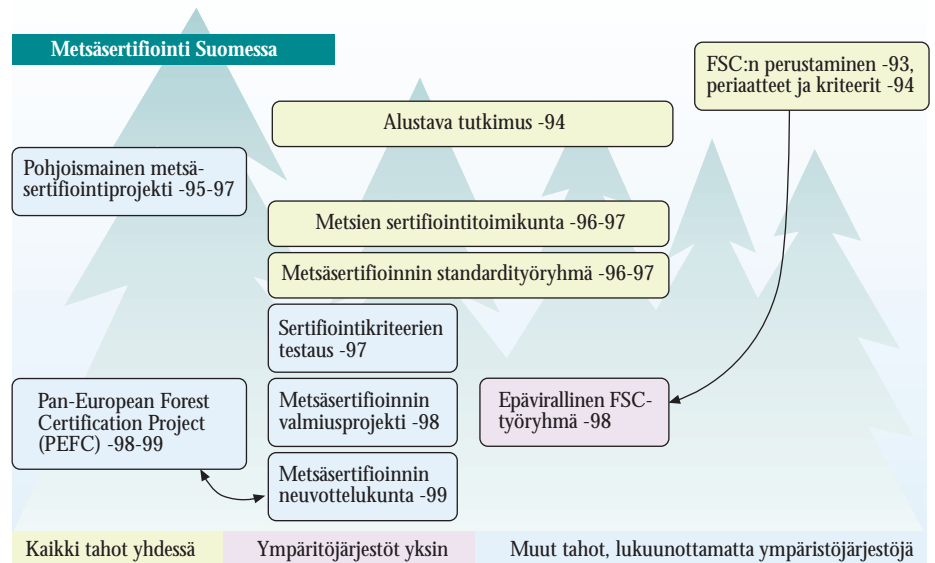 Metsäsertifiointi Suomessa
FSC:n perustaminen -93,
periaatteet ja kriteerit -94
Alustava tutkimus -94
Pohjoismainen metsä-
sertifiointiprojekti -95-97
Metsien sertifiointitoimikunta -96-97
Metsäsertifioinnin standardityöryhmä -96-97
Sertifiointikriteerien
testaus -97
Pan-European Forest
Certification Project
(PEFC) -98-99
Metsäsertifioinnin
valmiusprojekti -98
Epävirallinen FSC-
työryhmä -98
Metsäsertifioinnin
neuvottelukunta -99
Kaikki tahot yhdessä
Ympäritöjärjestöt yksin
Muut tahot, lukuunottamatta ympäristöjärjestöjä